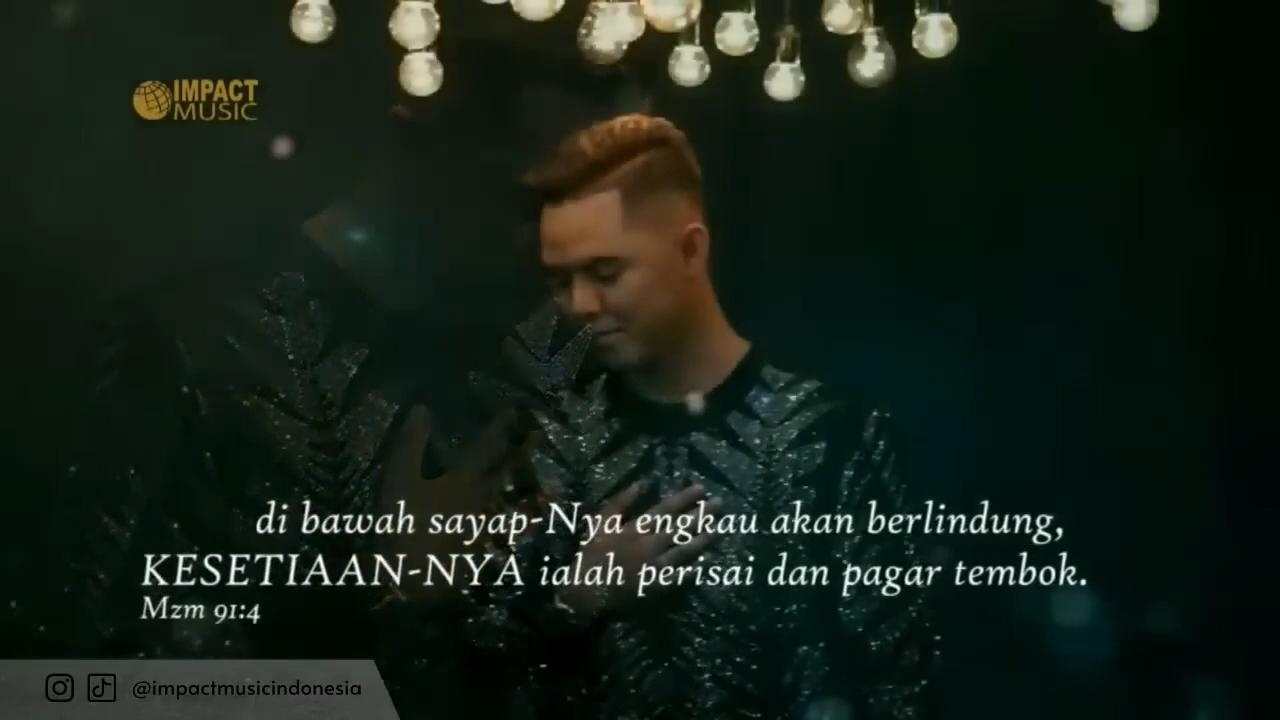 IMPACT
MUSIC
di bawah sayap-Nya engkau akan berlindung,
KESETIAAN-NYA ialah perisai dan pagar tembok.
Mzm 91:4
@impactmusicindonesia